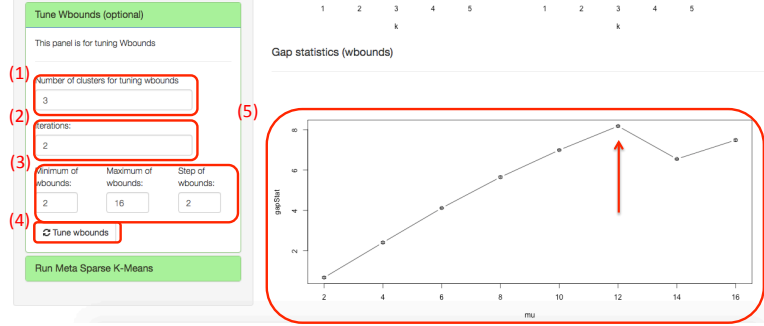 Tune Wbounds (optional)
This panel is for tuning Wbounds
(1)
Number of clusters for tuning wbounds
3
(2)
Iterations:
2
(3)
Minimum of wbounds:
Maximum of wbounds:
Step of wbounds:
2
16
2
(4)
Tune wbounds
Run Meta Sparse K-Means
1 2 3 4 5
k
1 2 3 4 5
k
Gap statistics (wbounds)
(5)
gapStat
8
6
4
2
2 4 6 8 10 12 14 16
mu